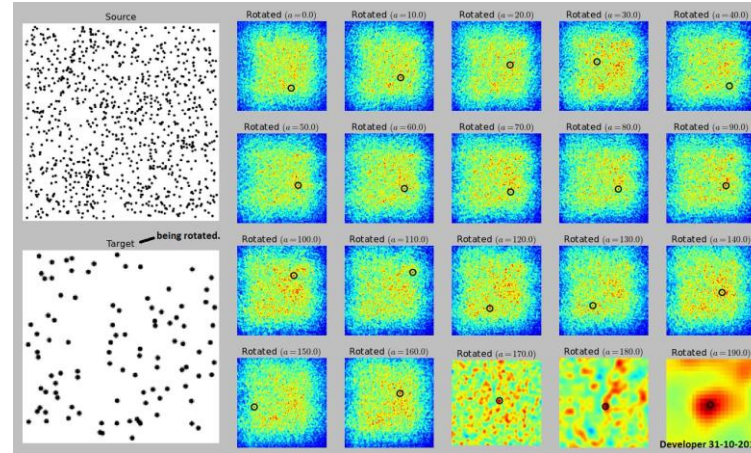 Source
Rotated (a=0.0)
Rotated (a=10.0)
Rotated (a=20.0)
Rotated (a=30.0)
Rotated (a=40.0)
Rotated (a=50.0)
Rotated (a=60.0)
Rotated (a=70.0)
Rotated (a=80.0)
Rotated (a=90.0)
being rotated.
Target
Rotated (a=100.0)
Rotated (a=110.0)
Rotated (a=120.0)
Rotated (a=130.0)
Rotated (a=140.0)
Rotated (a=150.0)
Rotated (a=160.0)
Rotated (a=170.0)
Rotated (a=180.0)
Rotated (a=190.0)
Developer 31-10-201